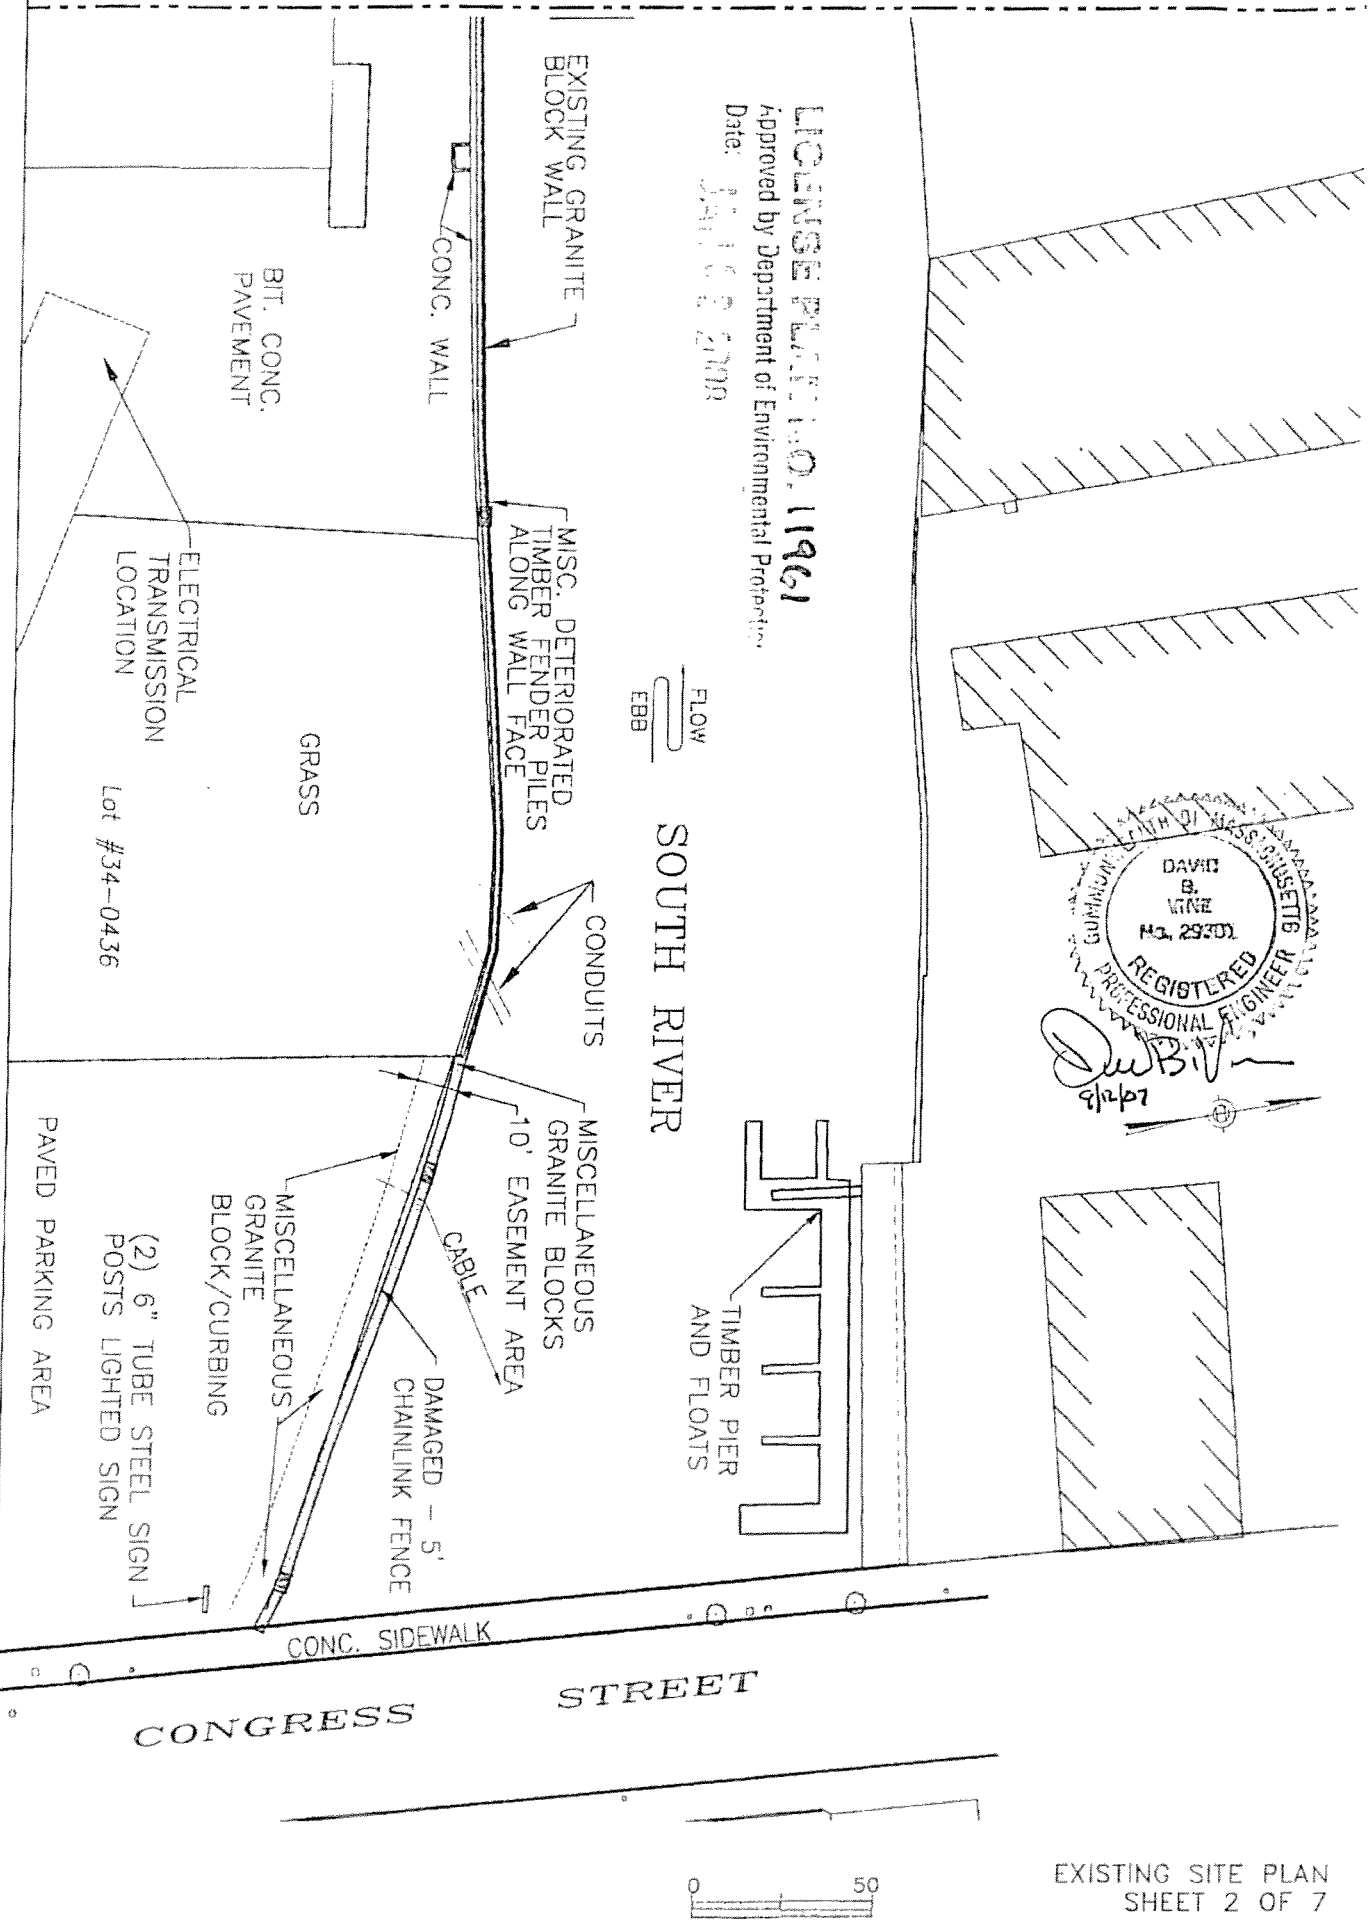 LICENSE PLAN NO. 11961
Approved by Department of Environmental Protection
Date:
EXISTING GRANITE
BLOCK WALL
CONC. WALL
BIT. CONC.
PAVEMENT
ELECTRICAL
TRANSMISSION
LOCATION
MISC. DETERIORATED
TIMBER FENDER PILES
ALONG WALL FACE
GRASS
Lot #34-0436
FLOW
EBB
SOUTH RIVER
CONDUITS
MISCELLANEOUS
GRANITE BLOCKS
10' EASEMENT AREA
CABLE
DAMAGED - 5'
CHAINLINK FENCE
MISCELLANEOUS
GRANITE
BLOCK/CURBING
(2) 6" TUBE STEEL SIGN
POSTS LIGHTED SIGN
PAVED PARKING AREA
TIMBER PIER
AND FLOATS
COMMONWEALTH OF MASSACHUSETTS
DAVID
B.
VINE
No. 29301
REGISTERED
PROFESSIONAL ENGINEER
9/12/07
CONC. SIDEWALK
CONGRESS STREET
0 50
EXISTING SITE PLAN
SHEET 2 OF 7